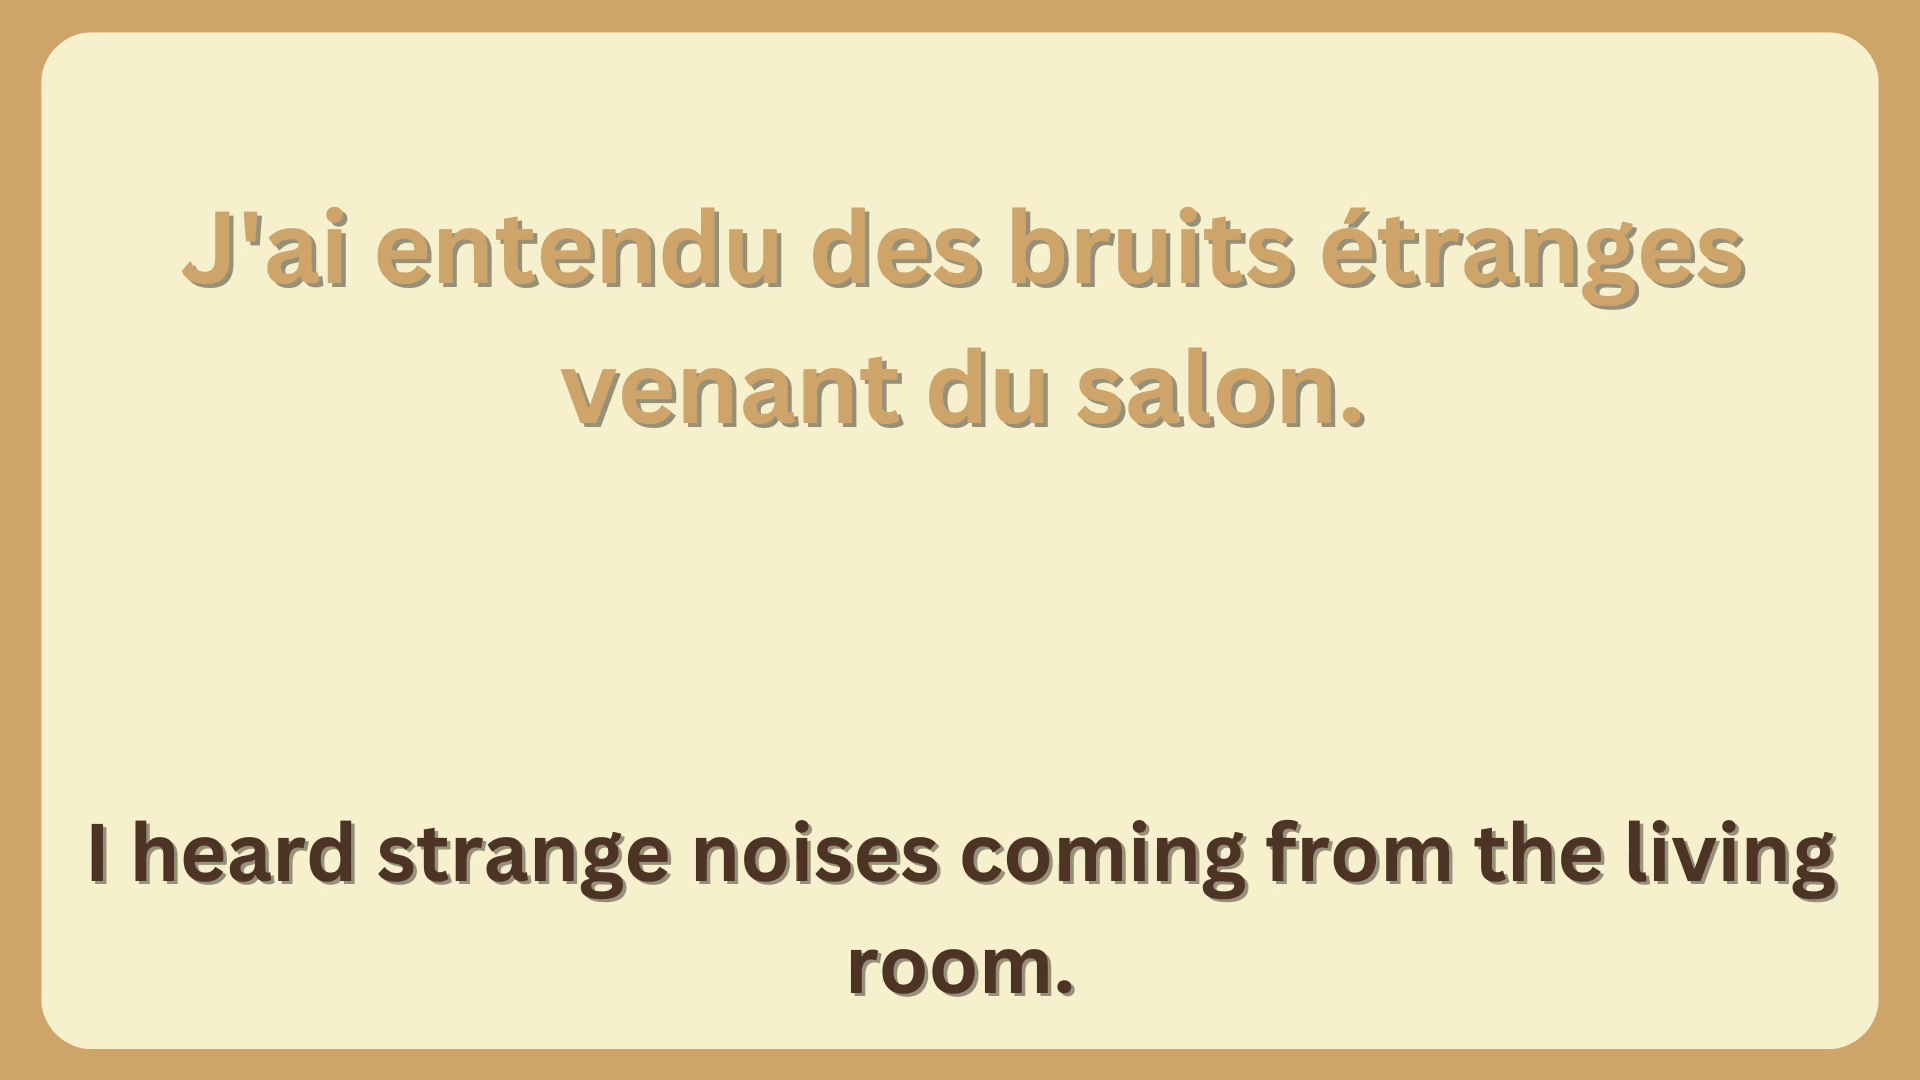 J'ai entendu des bruits étranges
venant du salon.
I heard strange noises coming from the living
room.